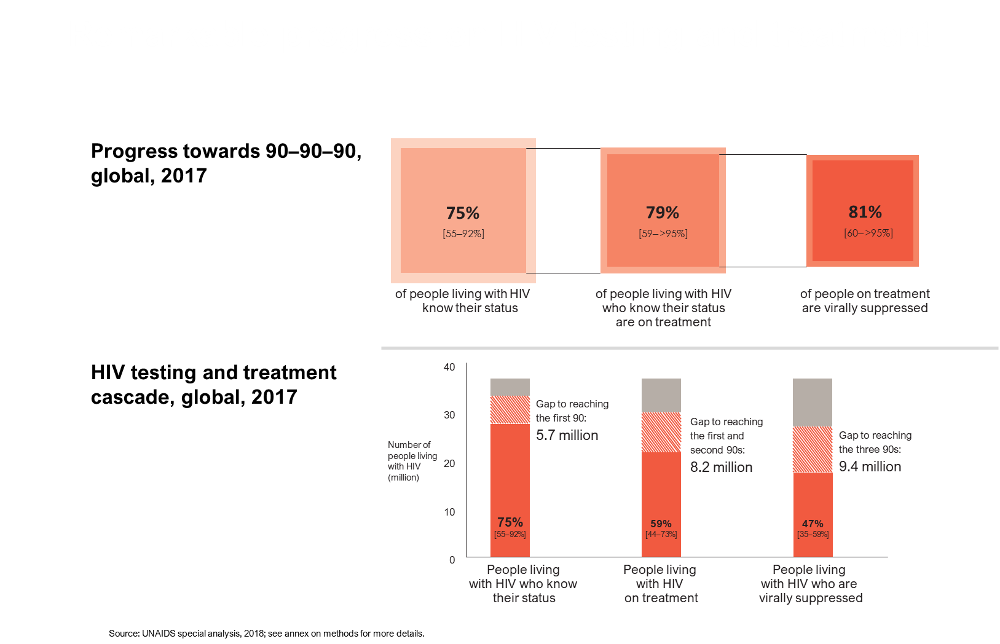 Progress towards 90–90–90,
global, 2017
75%
[55–92%]
of people living with HIV
know their status
79%
[59–>95%]
of people living with HIV
who know their status
are on treatment
81%
[60–>95%]
of people on treatment
are virally suppressed
HIV testing and treatment
cascade, global, 2017
Number of
people living
with HIV
(million)
40
30
20
10
0
Gap to reaching
the first 90:
5.7 million
75%
[55–92%]
People living
with HIV who know
their status
Gap to reaching
the first and
second 90s:
8.2 million
59%
[44–73%]
People living
with HIV
on treatment
Gap to reaching
the three 90s:
9.4 million
47%
[35–59%]
People living
with HIV who are
virally suppressed
Source: UNAIDS special analysis, 2018; see annex on methods for more details.